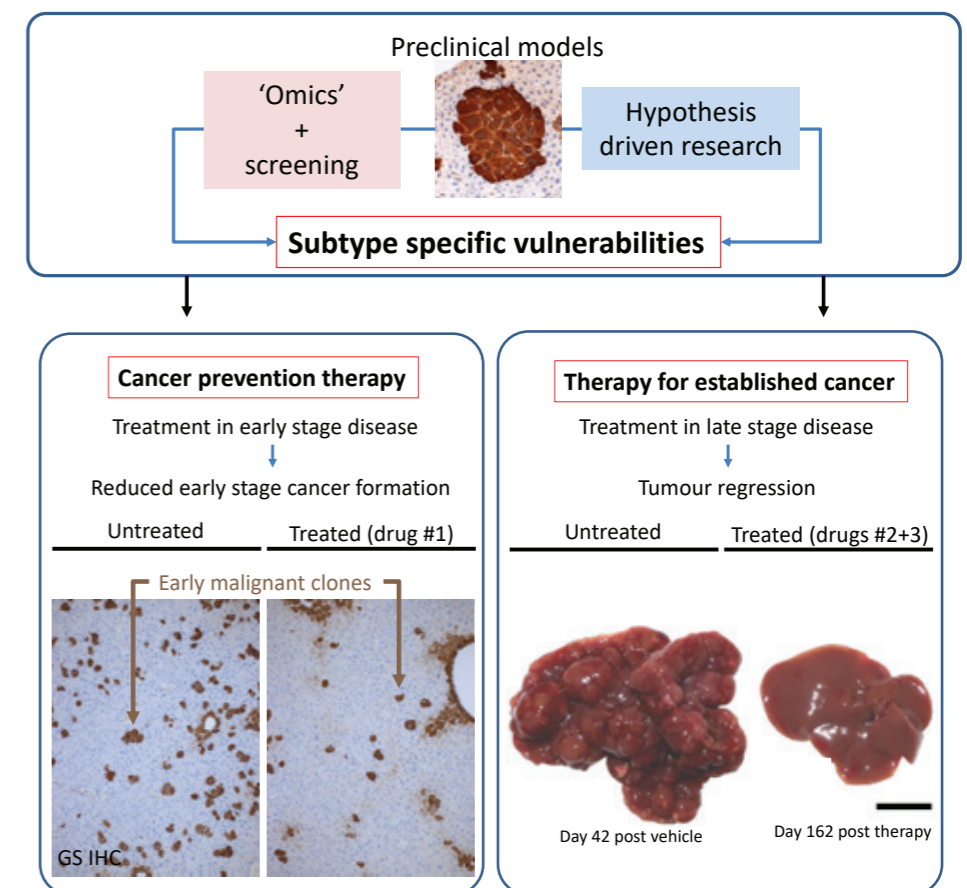 Preclinical models
‘Omics’
+
screening
Hypothesis
driven research
Subtype specific vulnerabilities
Cancer prevention therapy
Treatment in early stage disease
Reduced early stage cancer formation
Untreated
Treated (drug #1)
Early malignant clones
GS IHC
Therapy for established cancer
Treatment in late stage disease
Tumour regression
Untreated
Treated (drugs #2+3)
Day 42 post vehicle
Day 162 post therapy